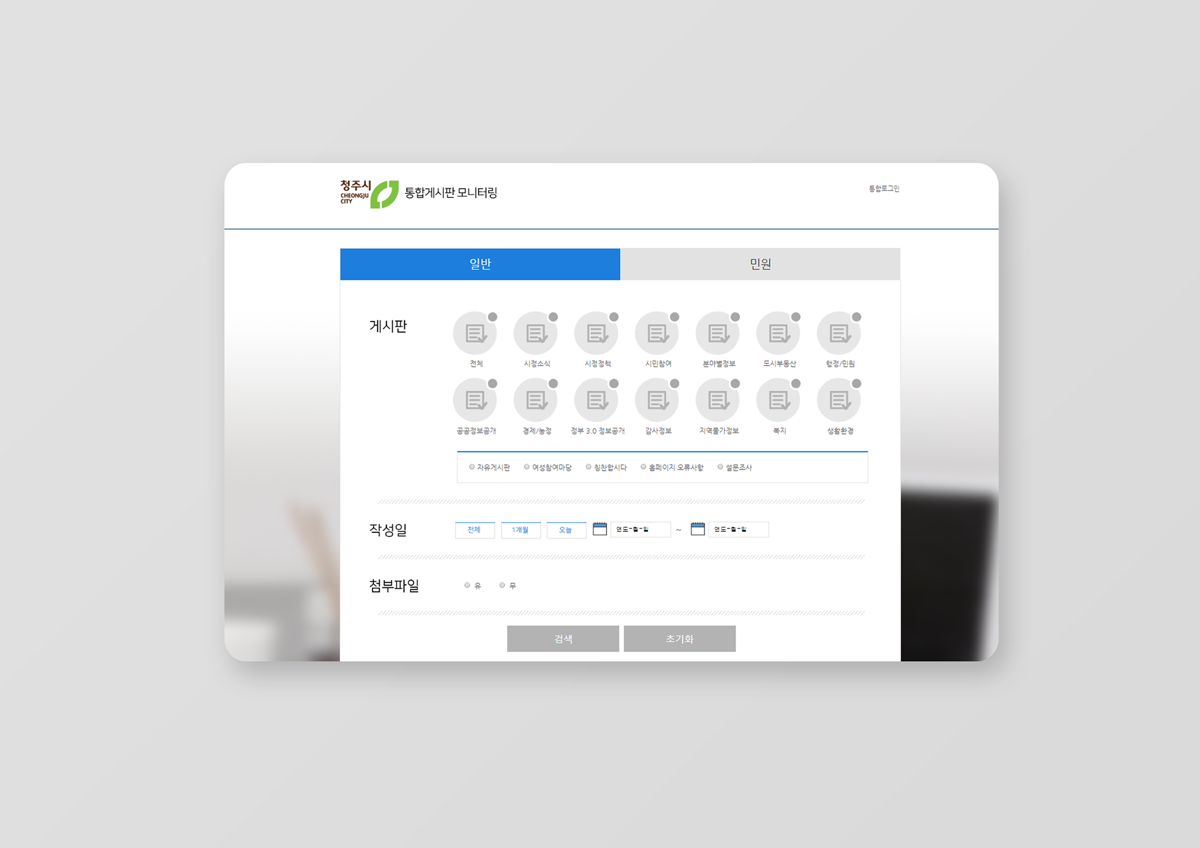 청주시
CHEONGJU
CITY
통합게시판 모니터링
통합로그인
일반 민원
게시판
전체 시정소식 시정정책 시민참여 분야별정보 도시부동산 행정/민원
공공정보공개 경제/농정 정부 3.0 정보공개 감사정보 지역물가정보 복지 생활환경
자유게시판 여성참여마당 칭찬합시다 홈페이지 오류사항 설문조사
작성일 전체 1개월 오늘 연도-월-일 ~ 연도-월-일
첨부파일 유 무
검색 초기화